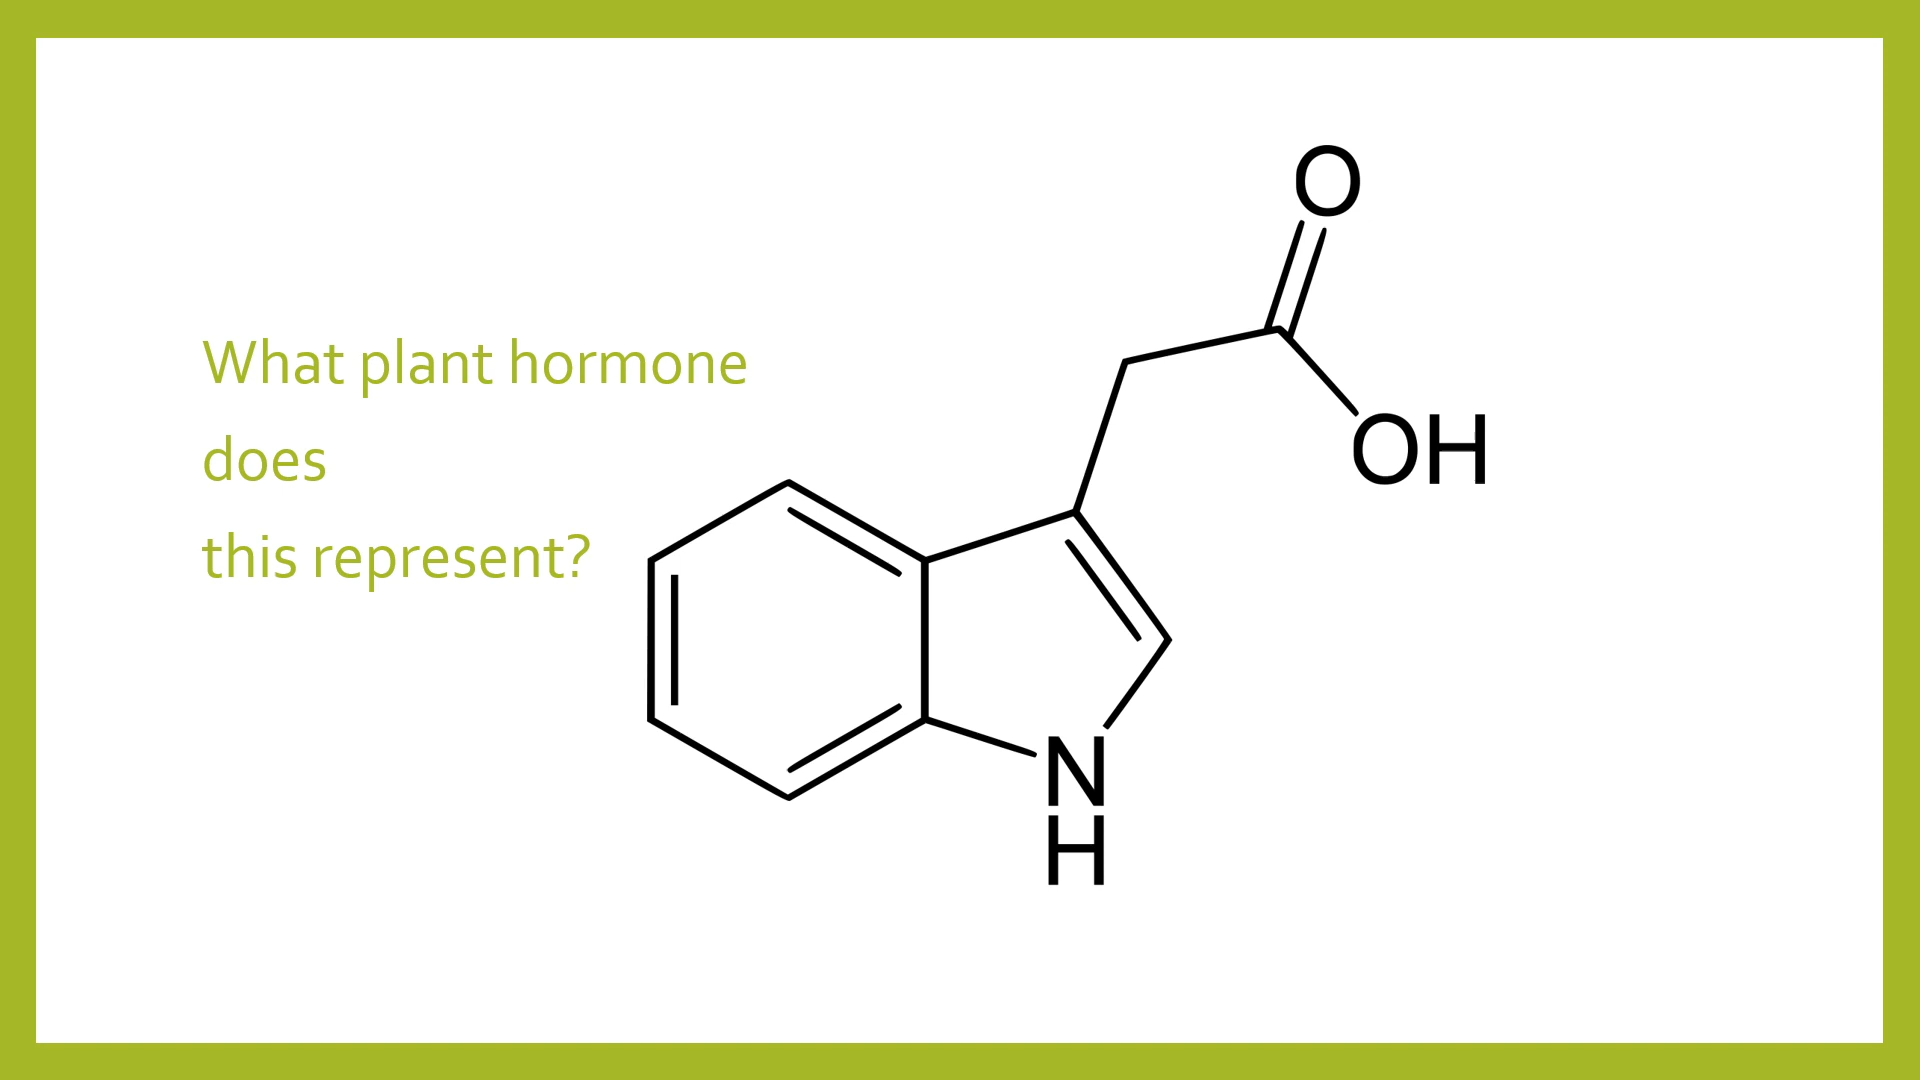 What plant hormone
does
this represent?
O
OH
N
H